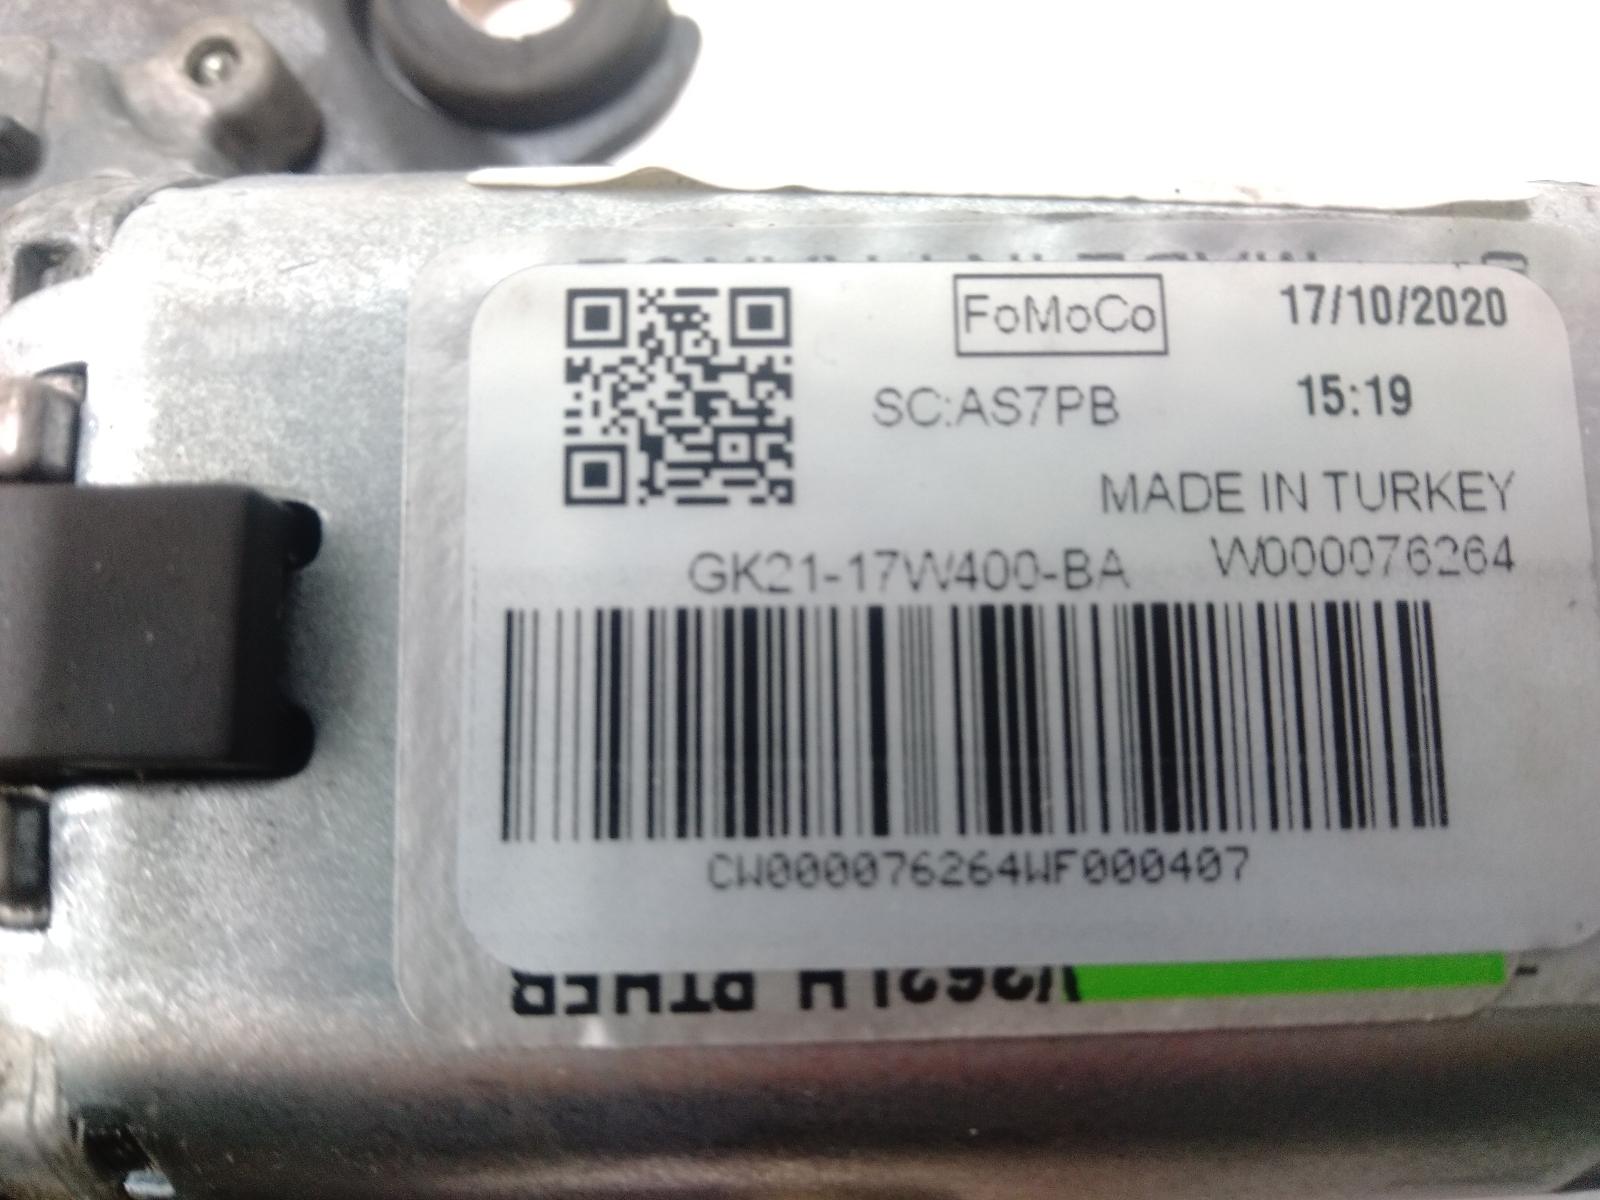 FoMoCo
17/10/2020
SC:AS7PB
15:19
MADE IN TURKEY
GK21-17W400-BA
W000076264
CW000076264WF000407